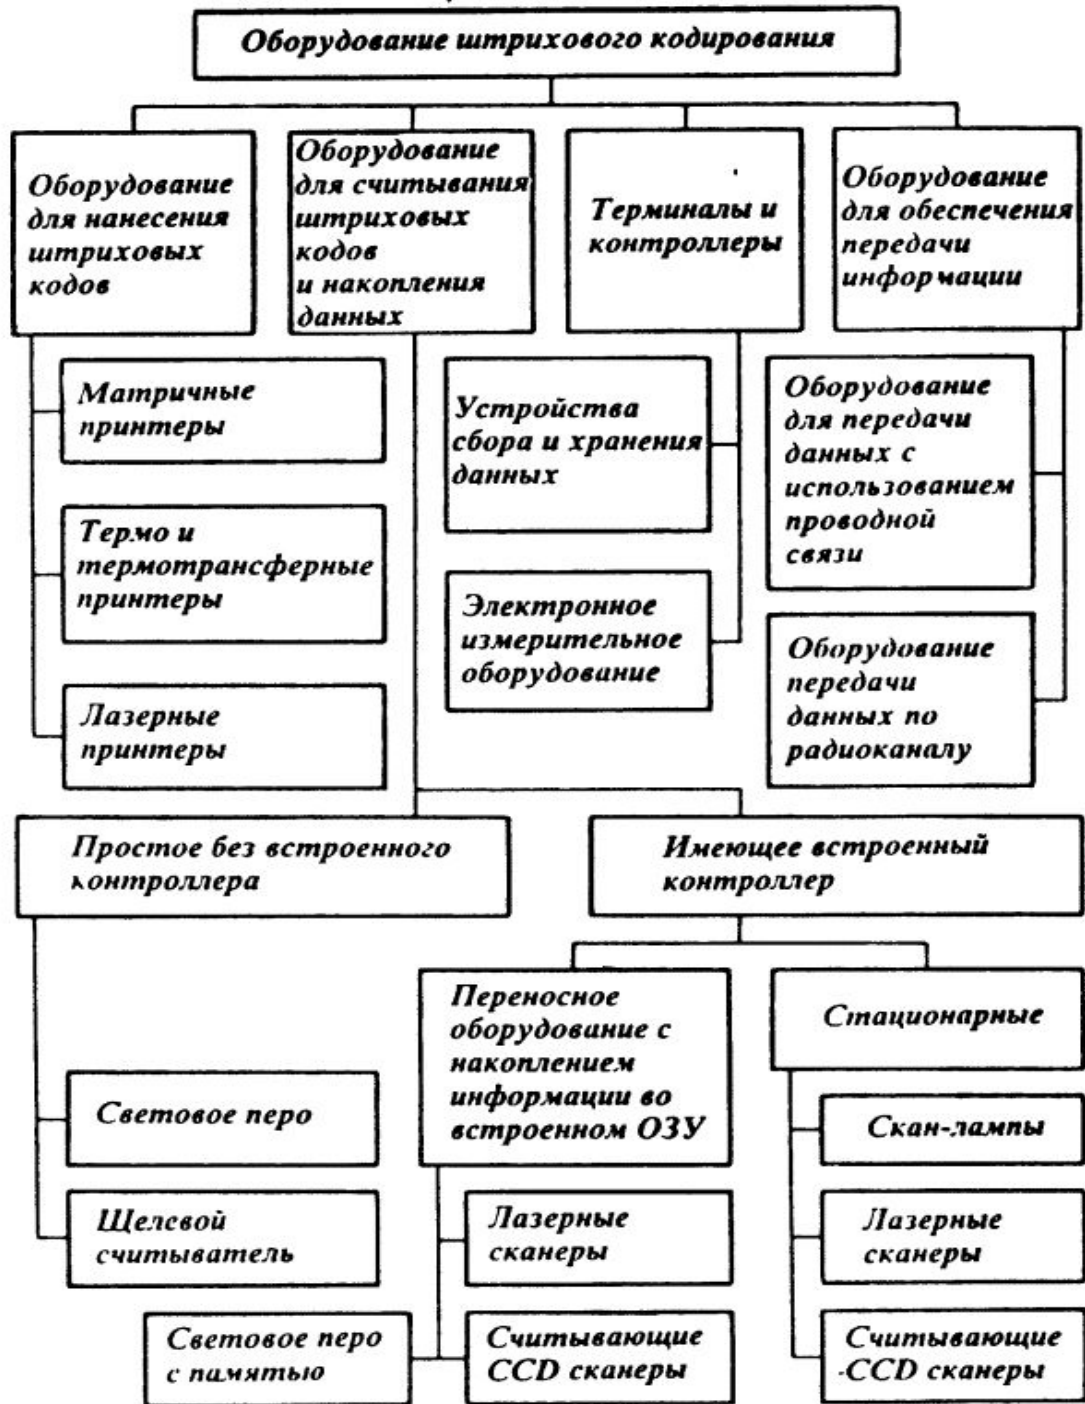 Оборудование штрихового кодирования
Оборудование
для нанесения
штриховых
кодов
Оборудование
для считывания
штриховых
кодов
и накопления
данных
Терминалы и
контроллеры
Оборудование
для обеспечения
передачи
информации
Матричные
принтеры
Термо и
термотрансферные
принтеры
Лазерные
принтеры
Устройства
сбора и хранения
данных
Электронное
измерительное
оборудование
Оборудование
для передачи
данных с
использованием
проводной
связи
Оборудование
передачи
данных по
радиоканалу
Простое без встроенного
контроллера
Имеющее встроенный
контроллер
Световое перо
Щелевой
считыватель
Переносное
оборудование с
накоплением
информации во
встроенном ОЗУ
Лазерные
сканеры
Световое перо
с памятью
Считывающие
CCD сканеры
Стационарные
Скан-лампы
Лазерные
сканеры
Считывающие
-CCD сканеры